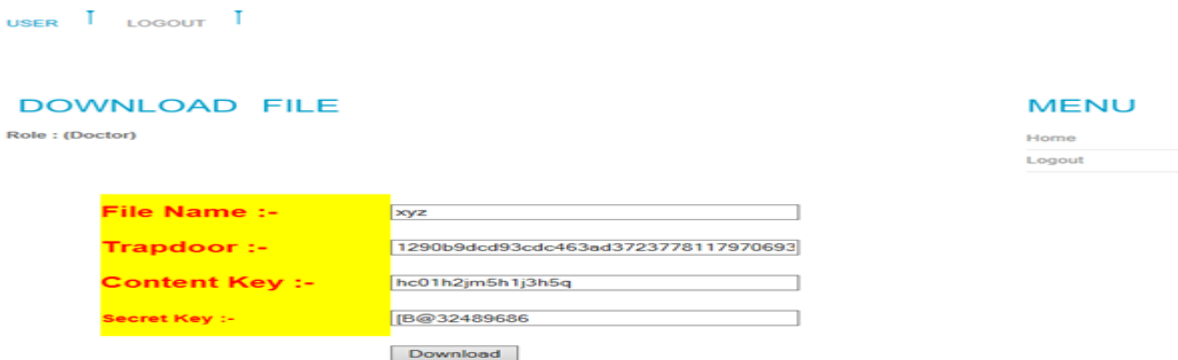 USER LOGOUT
DOWNLOAD FILE
Role : (Doctor)
MENU
Home
Logout
File Name :- xyz
Trapdoor :- 1290b9dcd93cdc463ad3723778117970693
Content Key :- hc01h2jm5h1j3h5q
Secret Key :- [B@32489686
Download